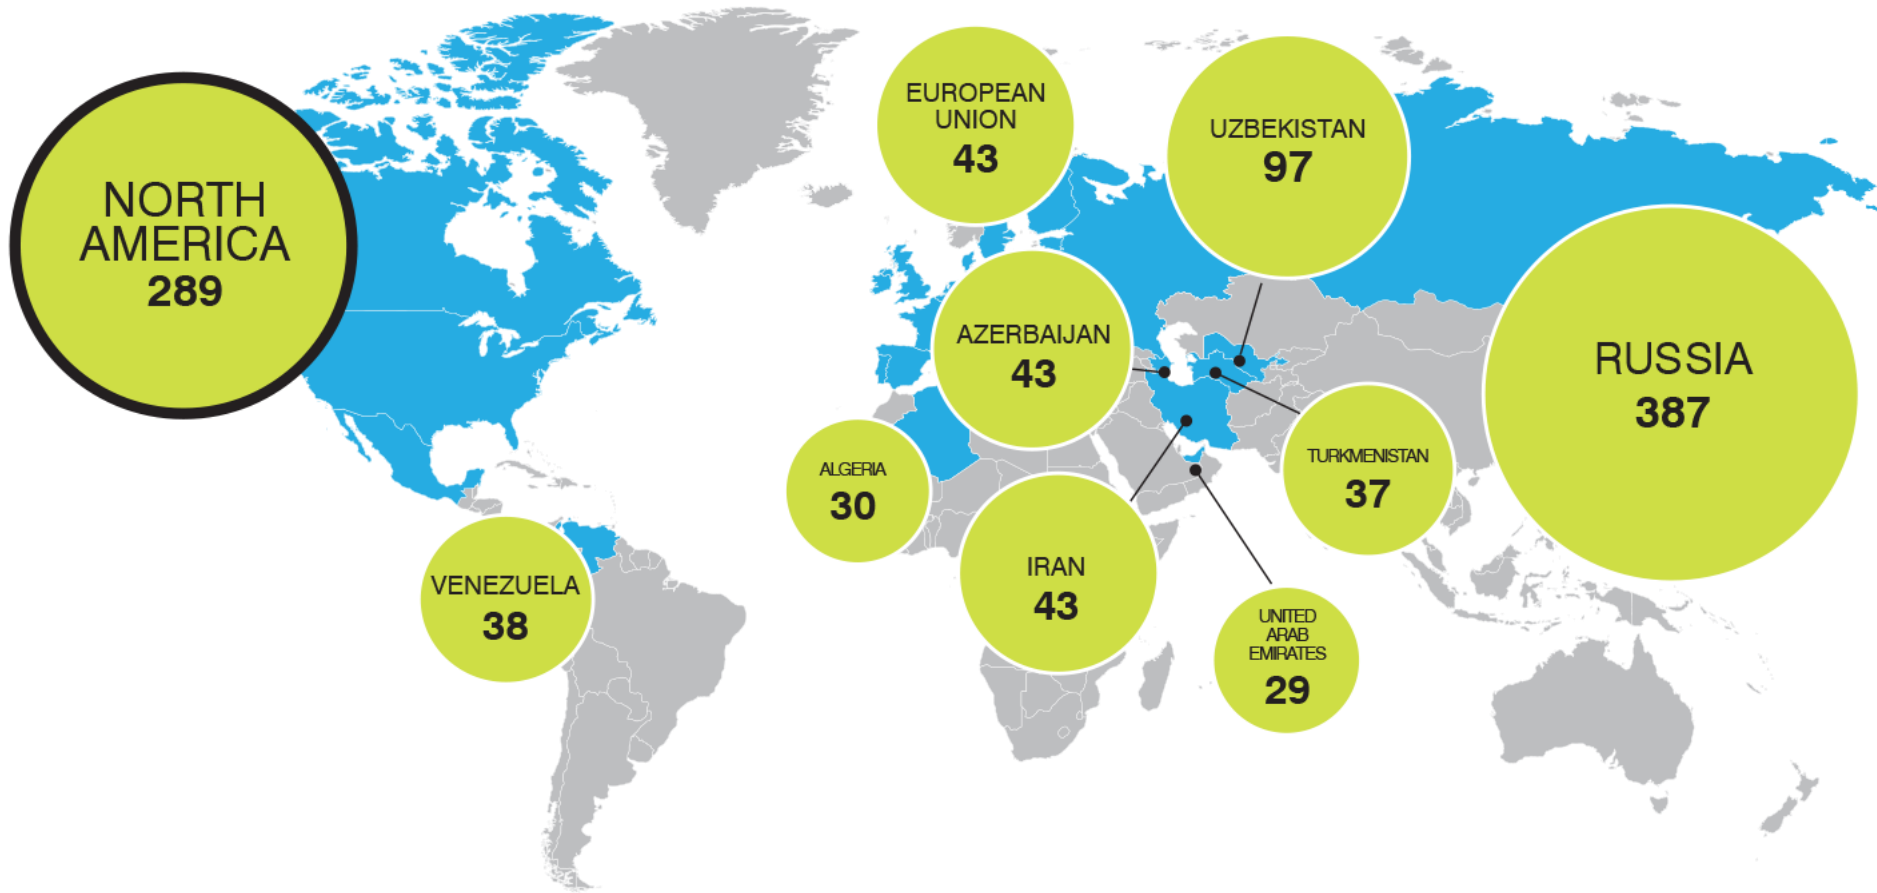 NORTH
AMERICA
289
EUROPEAN
UNION
43
UZBEKISTAN
97
AZERBAIJAN
43
RUSSIA
387
ALGERIA
30
TURKMENISTAN
37
VENEZUELA
38
IRAN
43
UNITED
ARAB
EMIRATES
29